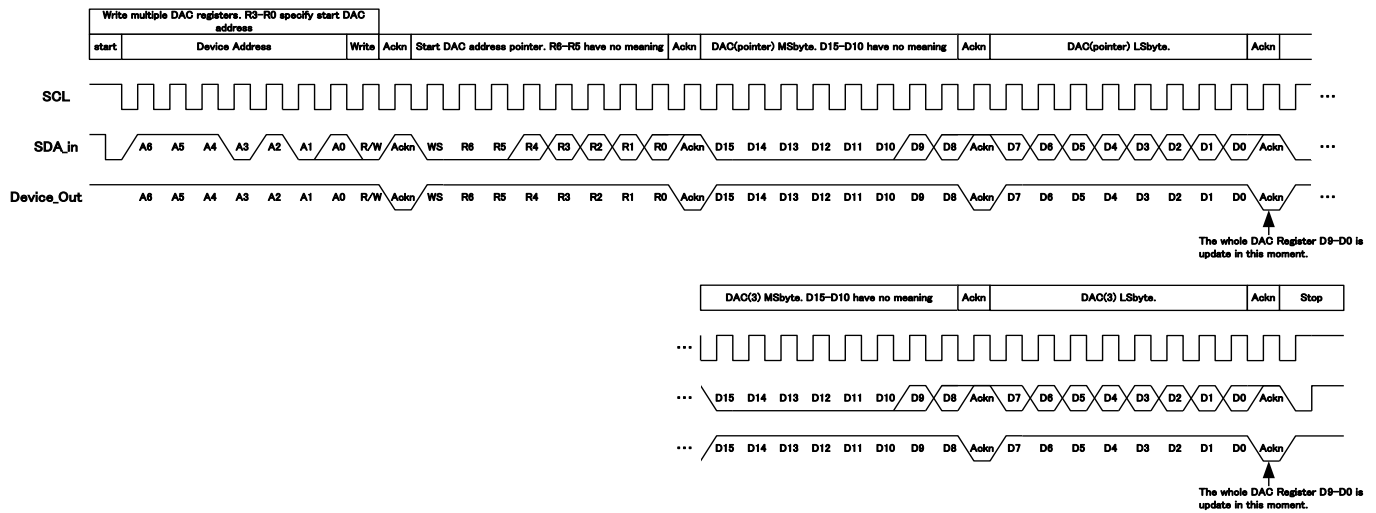 Write multiple DAC registers. R3-R0 specify start DAC
address
start Device Address Write Ackn Start DAC address pointer. R6-R5 have no meaning Ackn DAC(pointer) MSbyte. D15-D10 have no meaning Ackn DAC(pointer) LSbyte. Ackn
SCL ...
SDA_in A6 A5 A4 A3 A2 A1 A0 R/W Ackn WS R6 R5 R4 R3 R2 R1 R0 Ackn D15 D14 D13 D12 D11 D10 D9 D8 Ackn D7 D6 D5 D4 D3 D2 D1 D0 Ackn ...
Device_Out A6 A5 A4 A3 A2 A1 A0 R/W Ackn WS R6 R5 R4 R3 R2 R1 R0 Ackn D15 D14 D13 D12 D11 D10 D9 D8 Ackn D7 D6 D5 D4 D3 D2 D1 D0 Ackn ...
The whole DAC Register D9-D0 is
update in this moment.
DAC(3) MSbyte. D15-D10 have no meaning Ackn DAC(3) LSbyte. Ackn Stop
...
... D15 D14 D13 D12 D11 D10 D9 D8 Ackn D7 D6 D5 D4 D3 D2 D1 D0 Ackn
... D15 D14 D13 D12 D11 D10 D9 D8 Ackn D7 D6 D5 D4 D3 D2 D1 D0 Ackn
The whole DAC Register D9-D0 is
update in this moment.